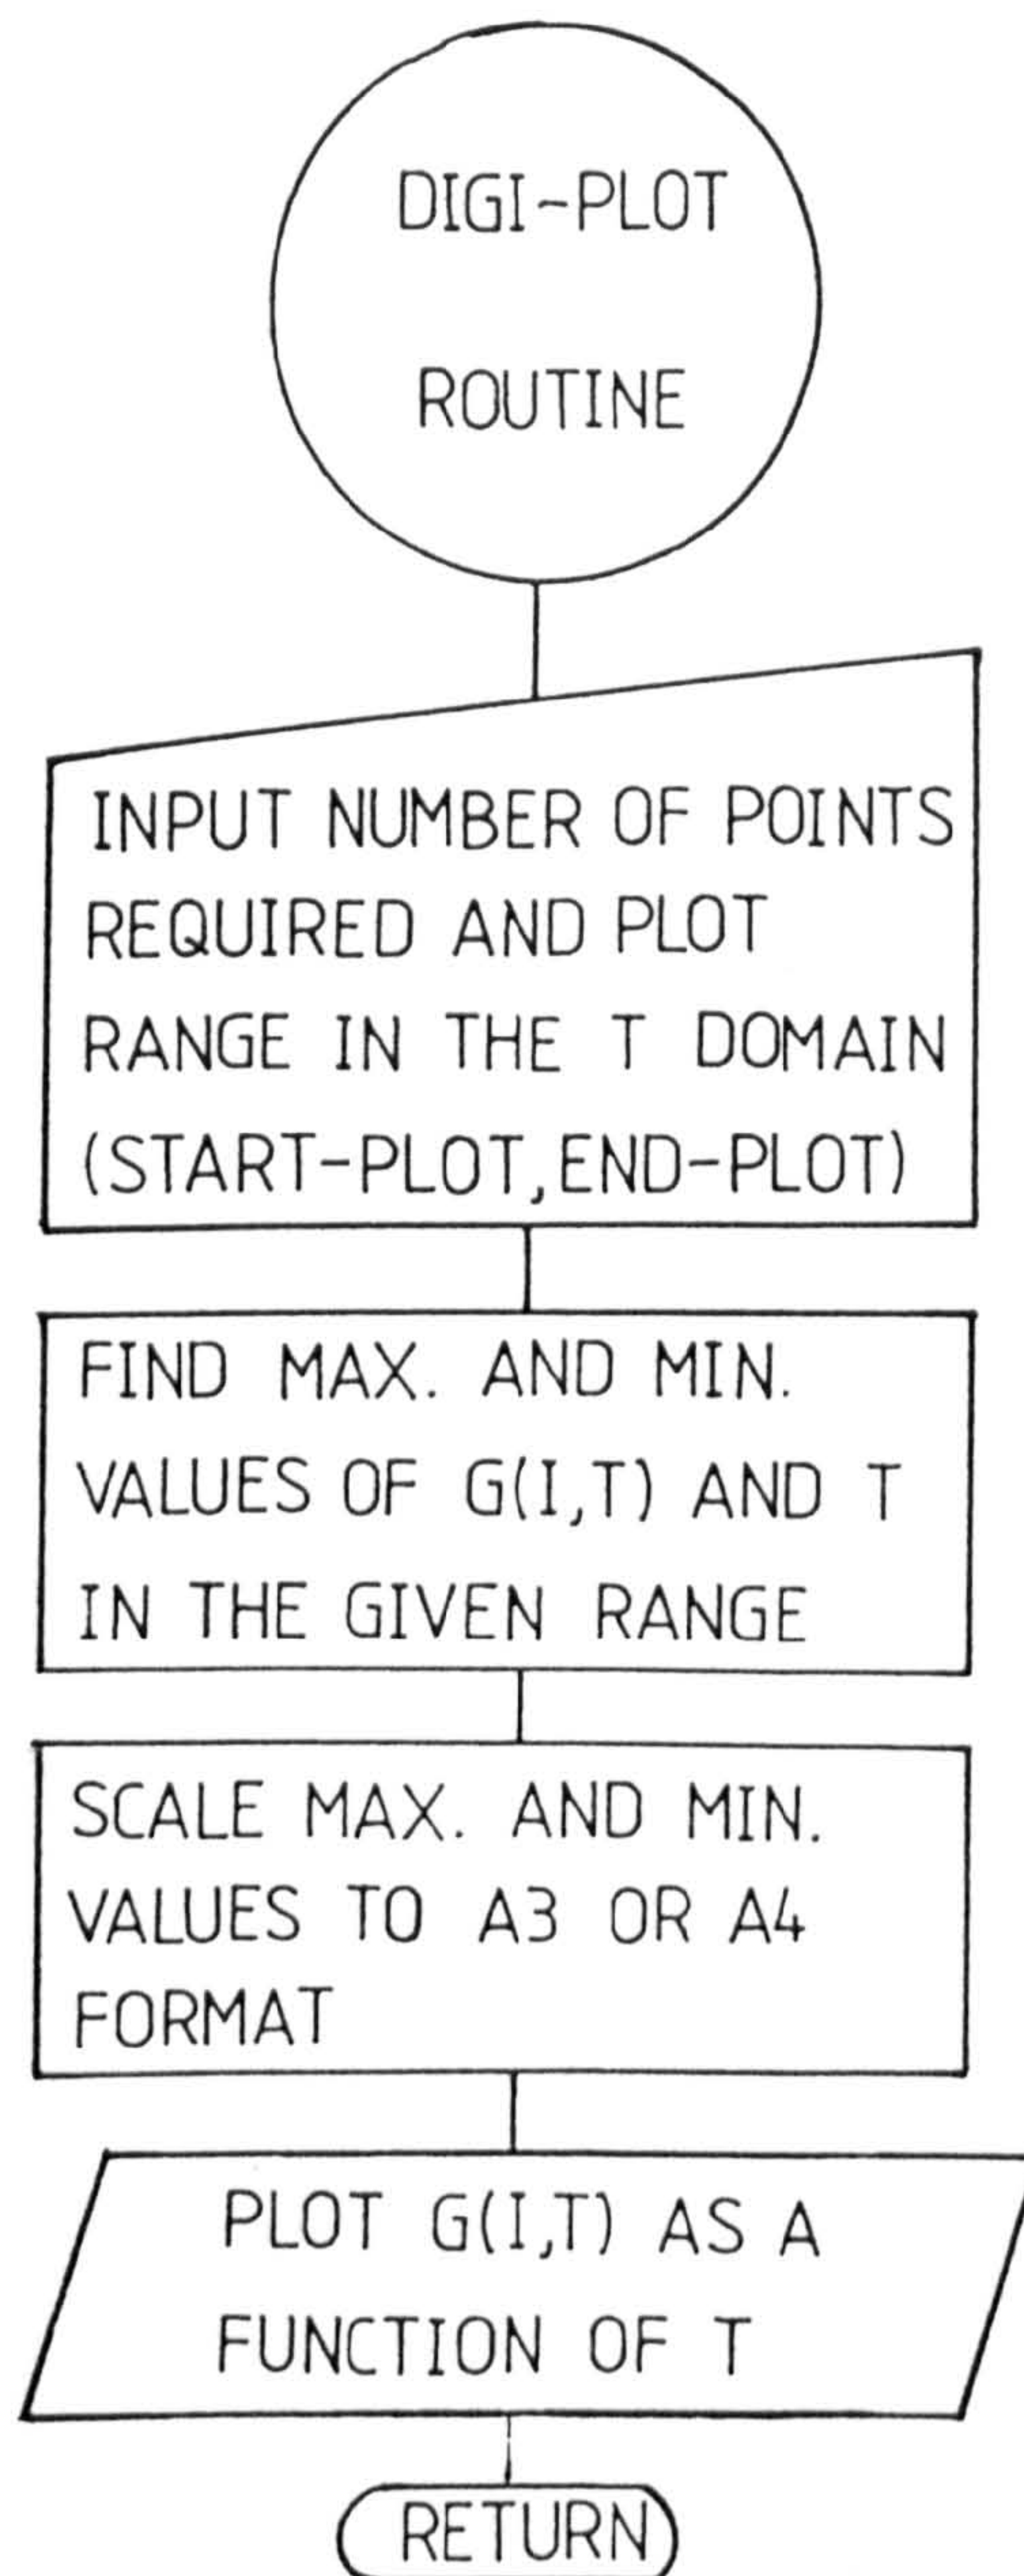 DIGI-PLOT
ROUTINE
INPUT NUMBER OF POINTS
REQUIRED AND PLOT
RANGE IN THE T DOMAIN
(START-PLOT,END-PLOT)
FIND MAX. AND MIN.
VALUES OF G(I,T) AND T
IN THE GIVEN RANGE
SCALE MAX. AND MIN.
VALUES TO A3 OR A4
FORMAT
PLOT G(I,T) AS A
FUNCTION OF T
RETURN